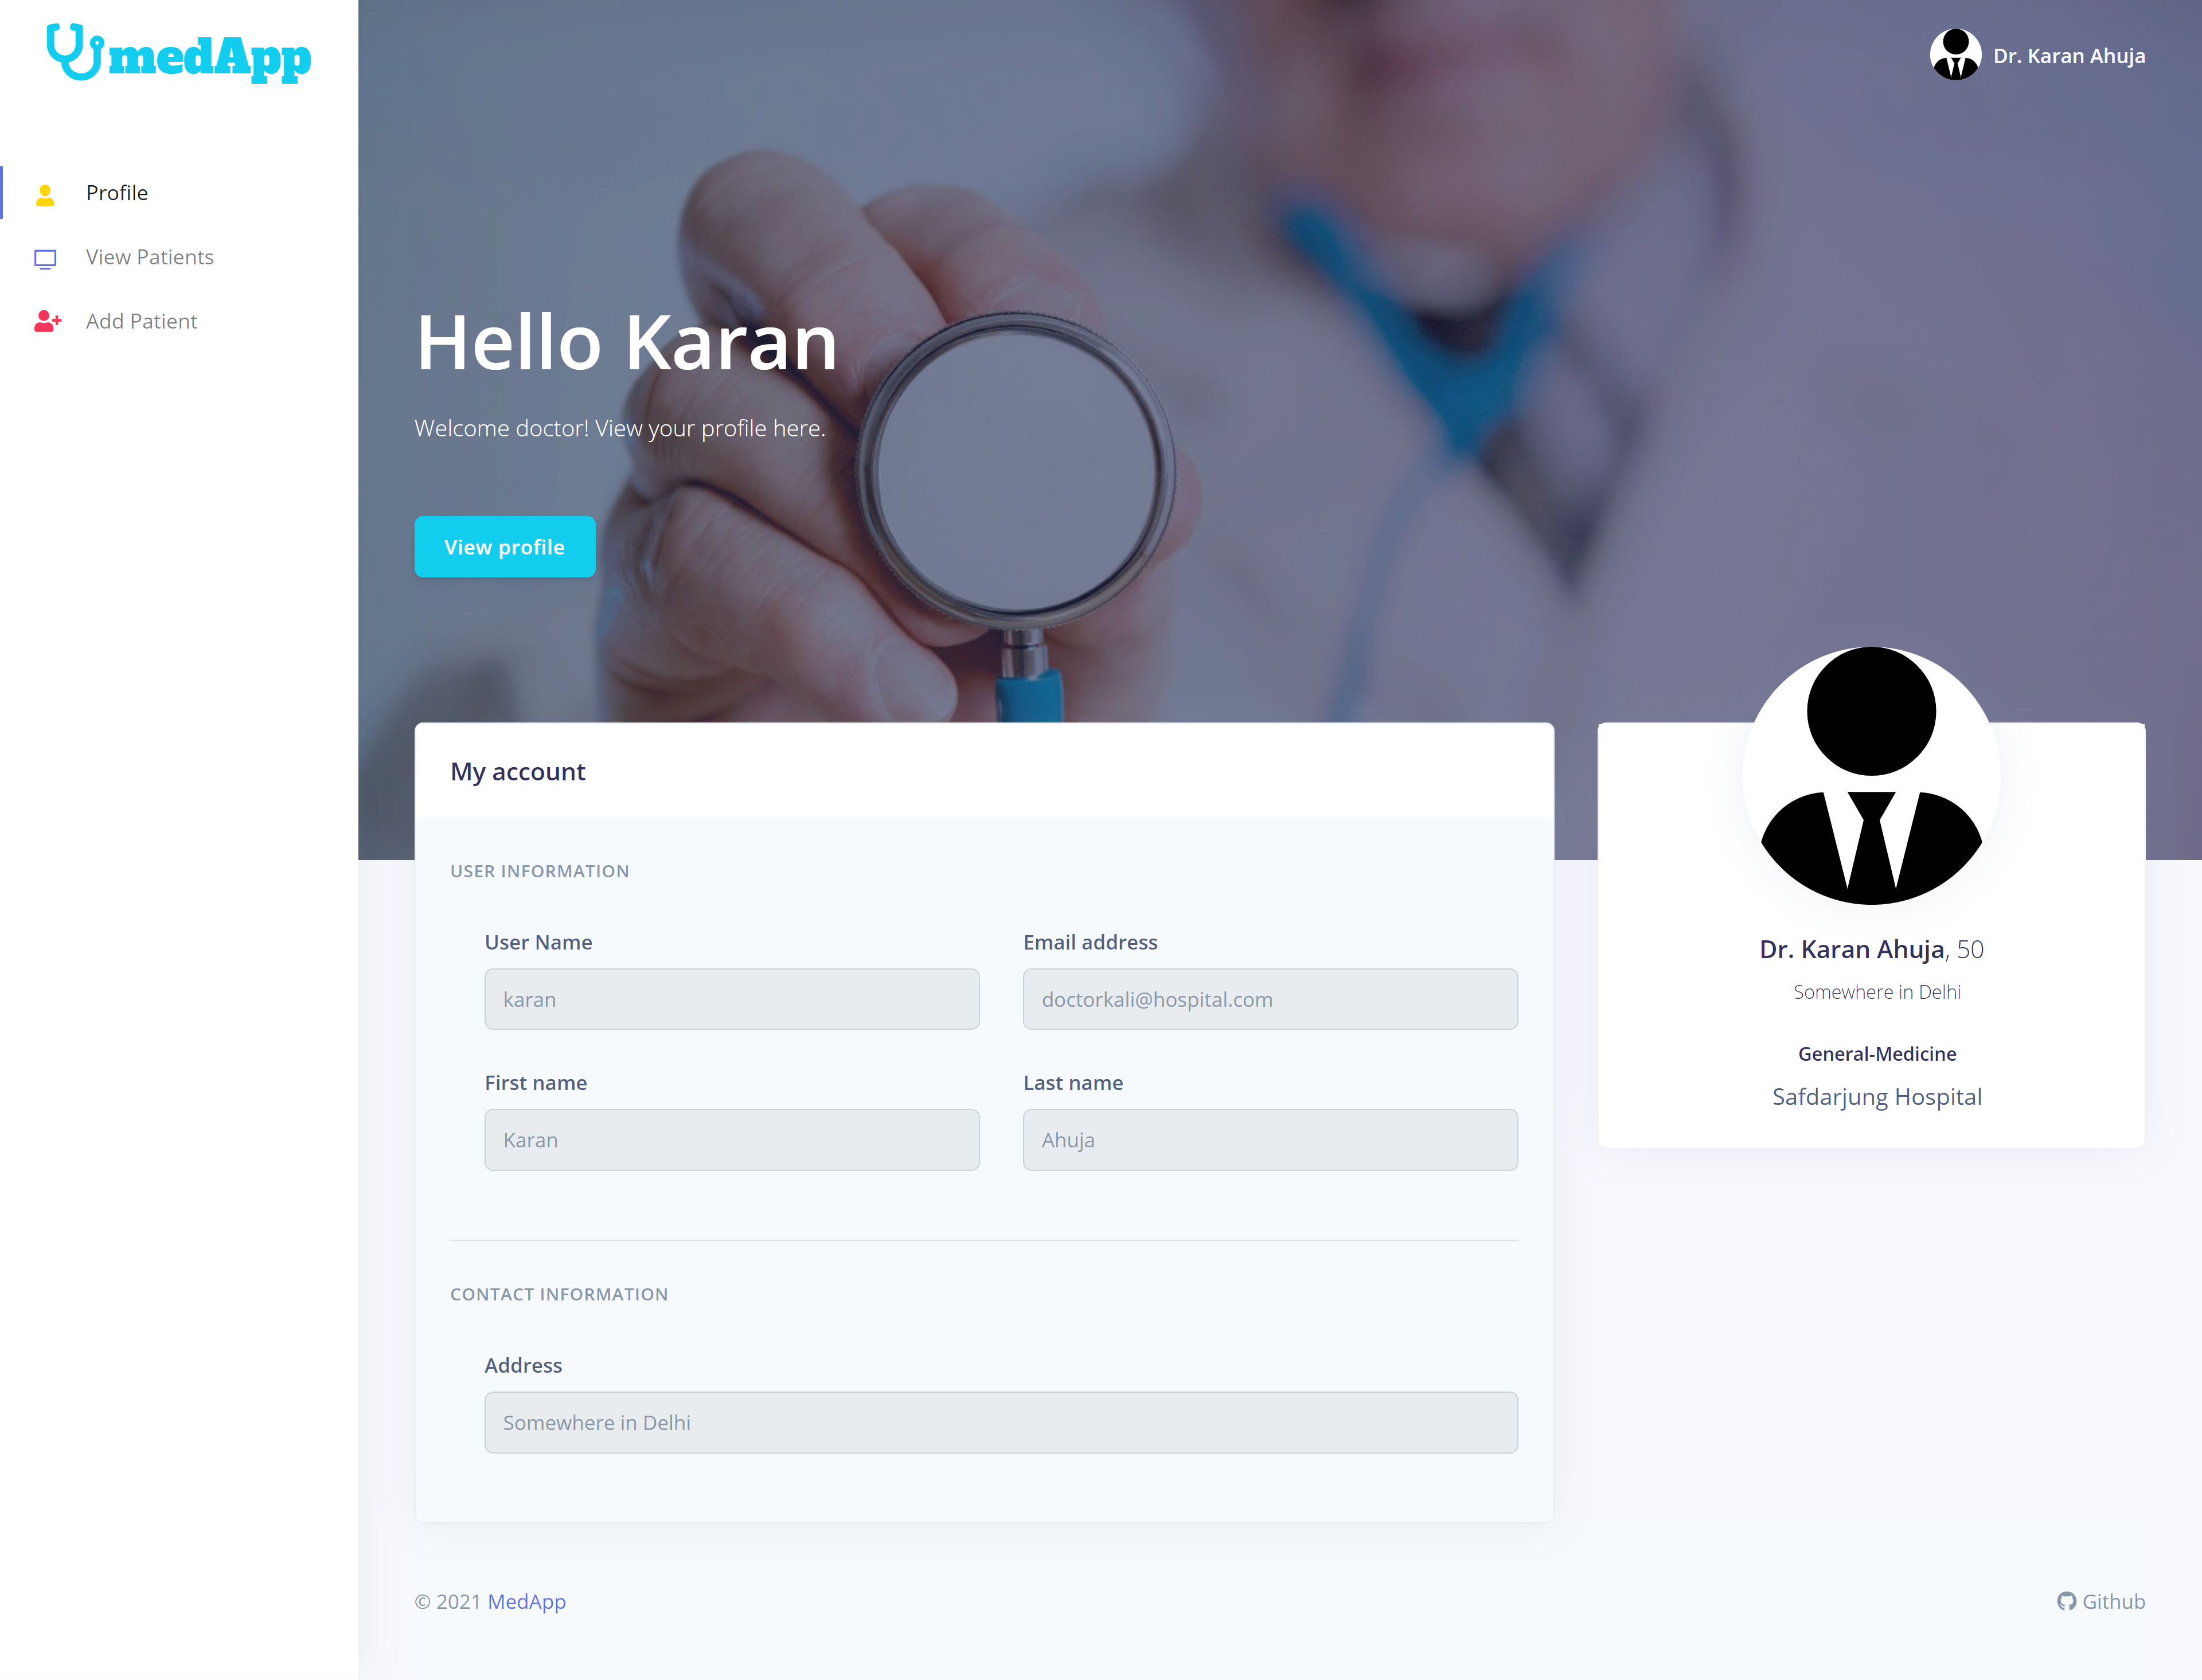 medApp
Dr. Karan Ahuja
Profile
View Patients
Add Patient
Hello Karan
Welcome doctor! View your profile here.
View profile
My account
USER INFORMATION
User Name
Email address
karan
doctorkali@hospital.com
First name
Last name
Karan
Ahuja
CONTACT INFORMATION
Address
Somewhere in Delhi
Dr. Karan Ahuja, 50
Somewhere in Delhi
General-Medicine
Safdarjung Hospital
© 2021 MedApp
Github